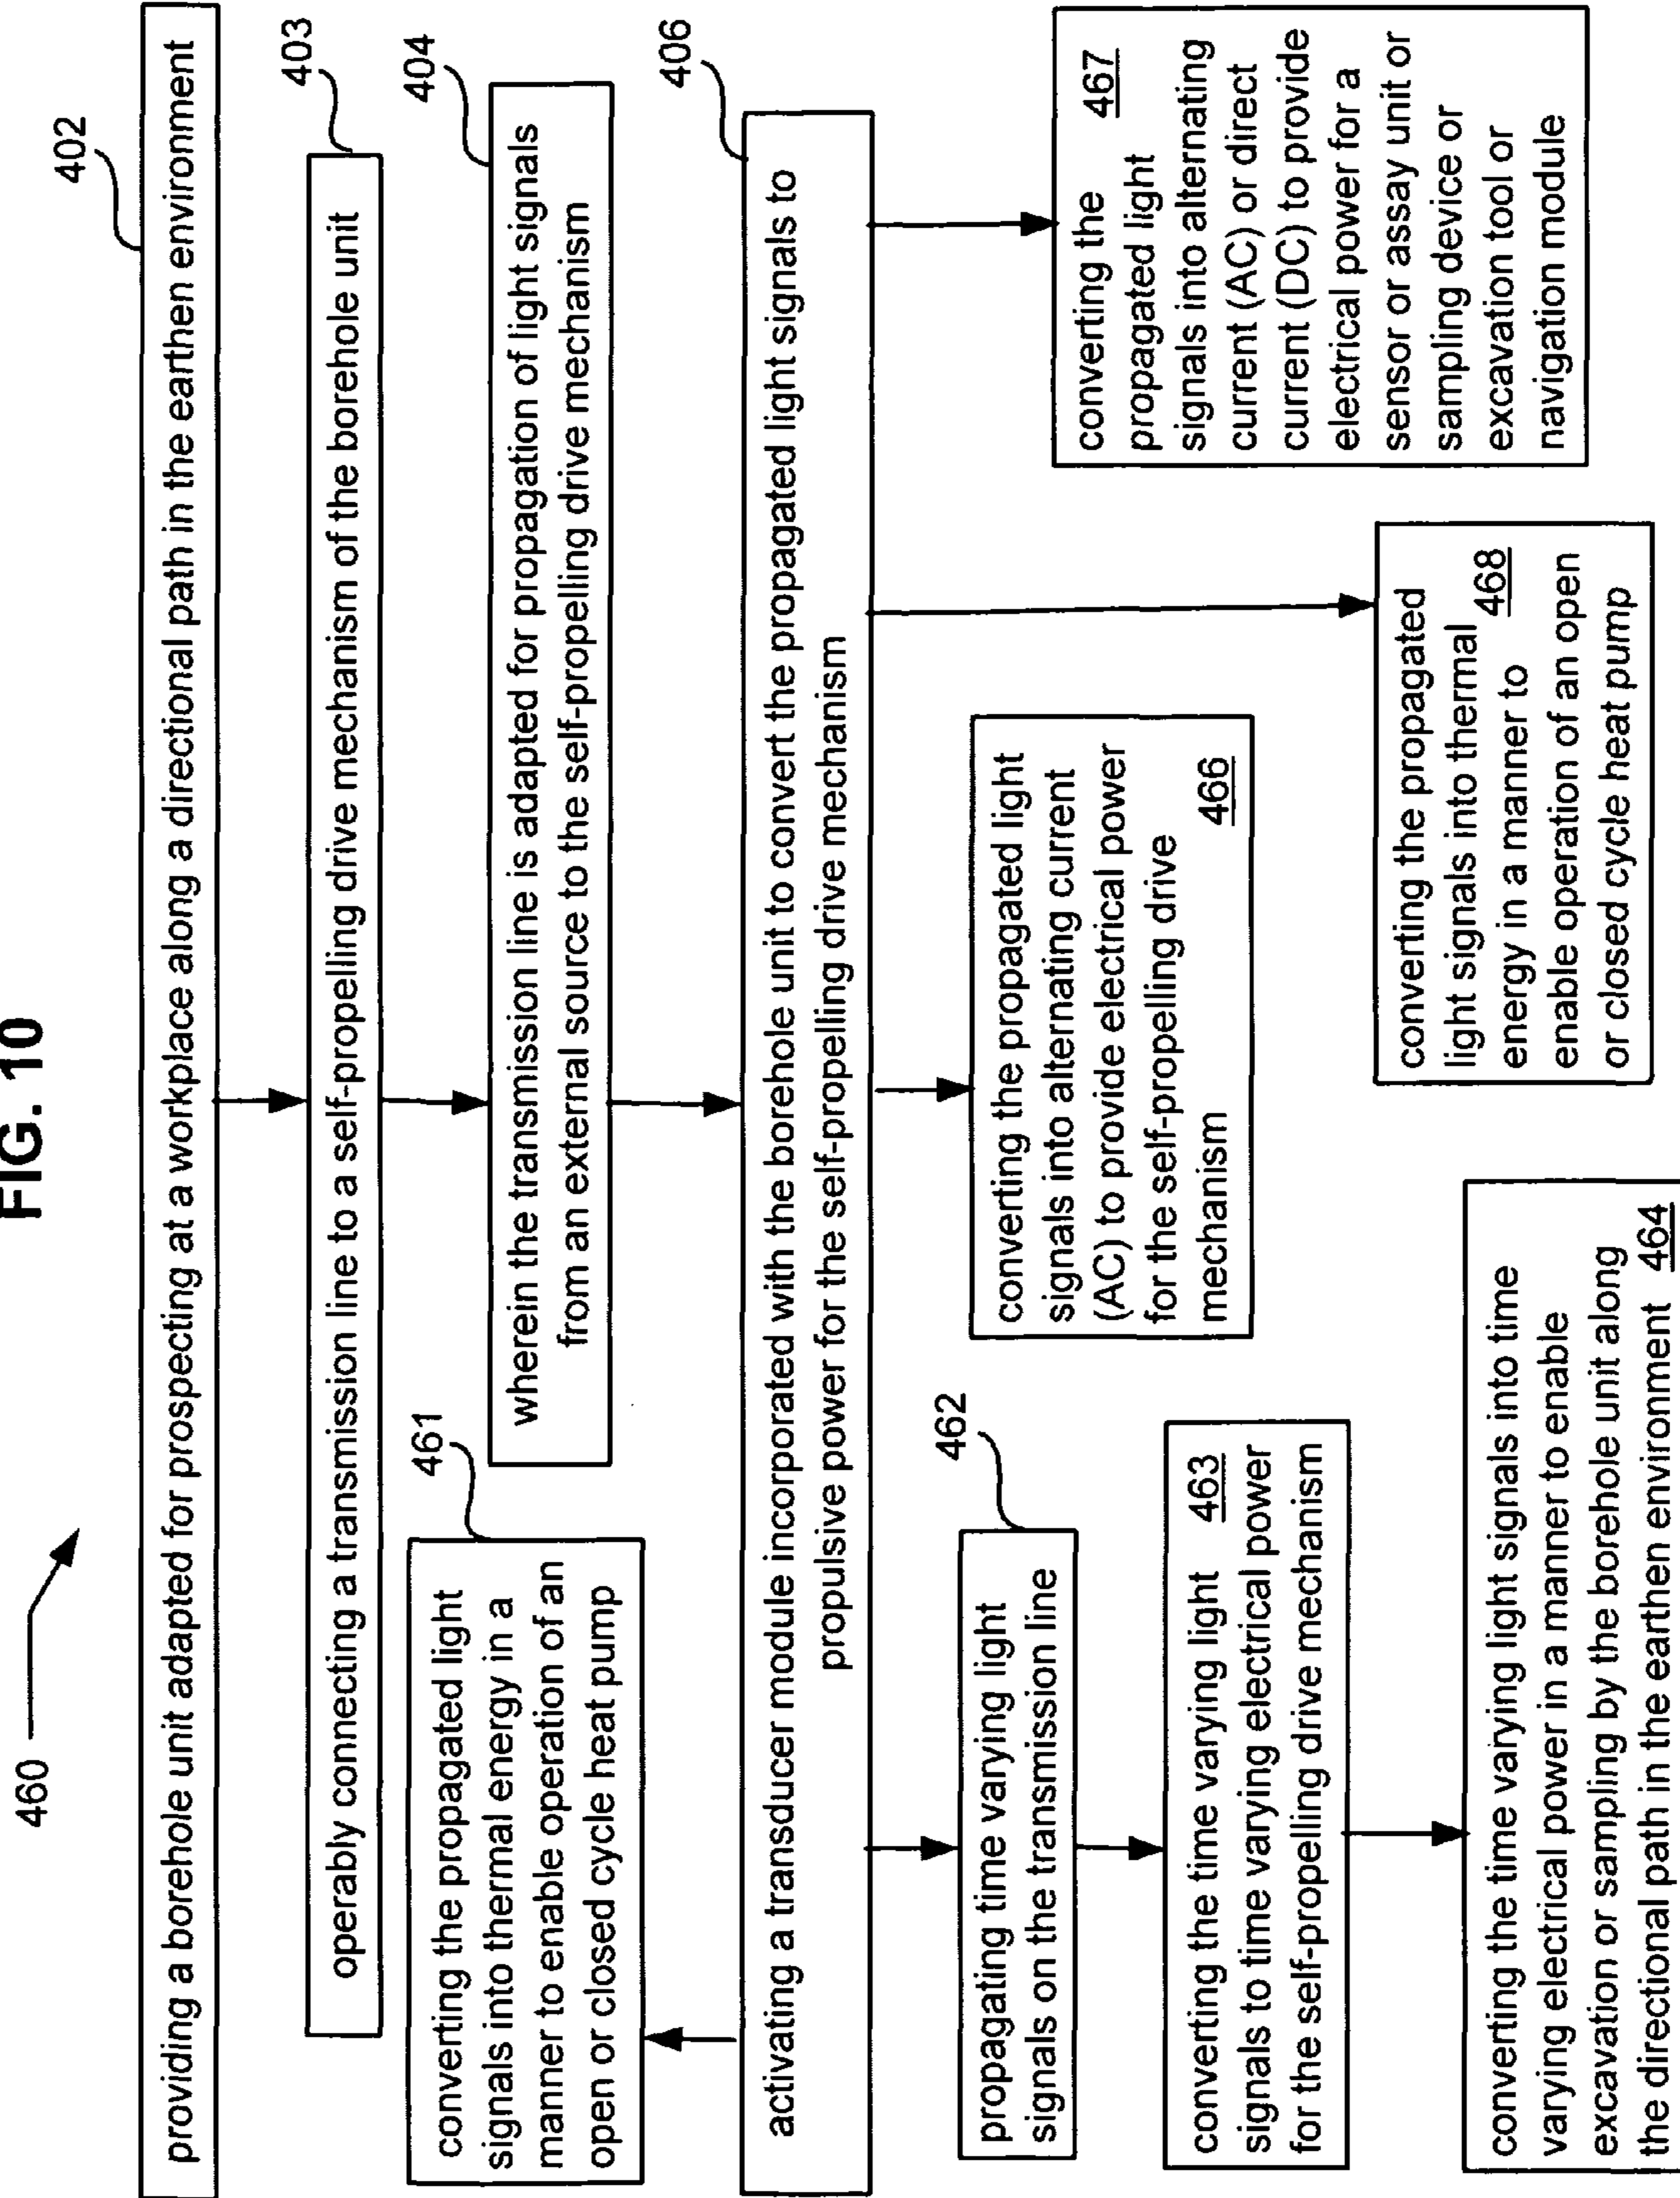 FIG. 10
460
402
providing a borehole unit adapted for prospecting at a workplace along a directional path in the earthen environment
403
operably connecting a transmission line to a self-propelling drive mechanism of the borehole unit
404
wherein the transmission line is adapted for propagation of light signals
from an external source to the self-propelling drive mechanism
461
converting the propagated light
signals into thermal energy in a
manner to enable operation of an
open or closed cycle heat pump
406
activating a transducer module incorporated with the borehole unit to convert the propagated light signals to
propulsive power for the self-propelling drive mechanism
462
propagating time varying light
signals on the transmission line
converting the time varying light 463
signals to time varying electrical power
for the self-propelling drive mechanism
converting the time varying light signals into time
varying electrical power in a manner to enable
excavation or sampling by the borehole unit along
the directional path in the earthen environment 464
converting the propagated light
signals into alternating current
(AC) to provide electrical power
for the self-propelling drive
mechanism 466
converting the propagated
light signals into thermal
energy in a manner to 468
enable operation of an open
or closed cycle heat pump
converting the 467
propagated light
signals into alternating
current (AC) or direct
current (DC) to provide
electrical power for a
sensor or assay unit or
sampling device or
excavation tool or
navigation module